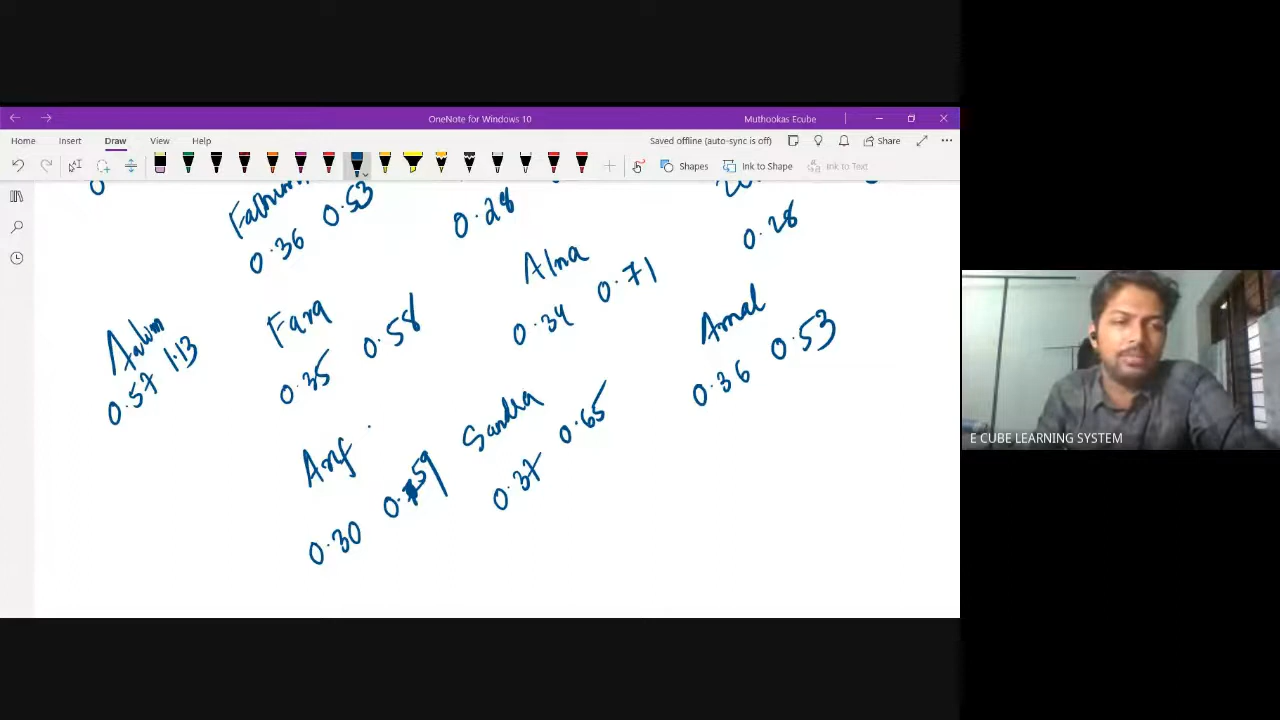 OneNote for Windows 10
Muthookas Ecube
Home Insert Draw View Help
Saved offline (auto-sync is off)
Share
Shapes
Ink to Shape
Ink to Text
0.53
0.36
0.28
0.28
Alna
0.34 0.71
Aalim
0.57 1.13
Fara
0.35 0.58
Amal
0.36 0.53
Arif
0.30 0.59
Sandra
0.37 0.65
E CUBE LEARNING SYSTEM